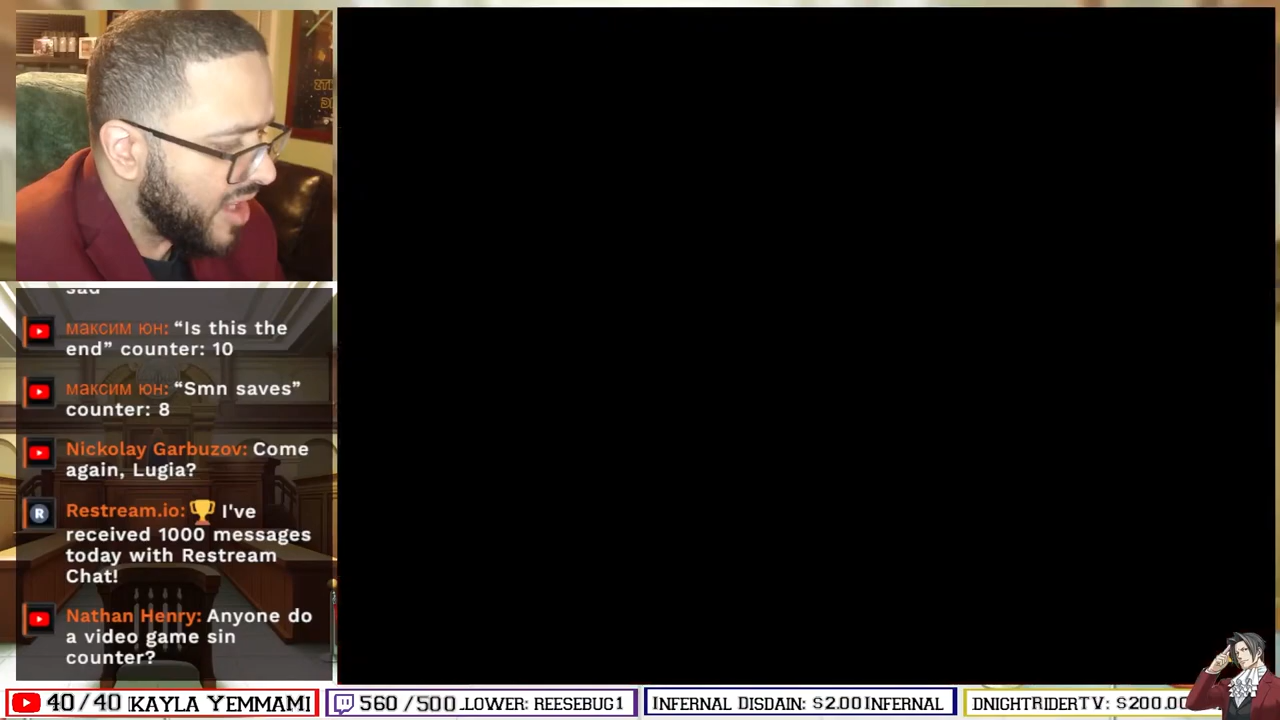 sad
максим юн: “Is this the
end” counter: 10
максим юн: “Smn saves”
counter: 8
Nickolay Garbuzov: Come
again, Lugia?
Restream.io: 🏆 I've
received 1000 messages
today with Restream
Chat!
Nathan Henry: Anyone do
a video game sin
counter?
40/40 KAYLA YEMMAMI
560/500 LOWER: REESEBUG1
INFERNAL DISDAIN: $2.00 INFERNAL
DNIGHTRIDERTV: $200.00